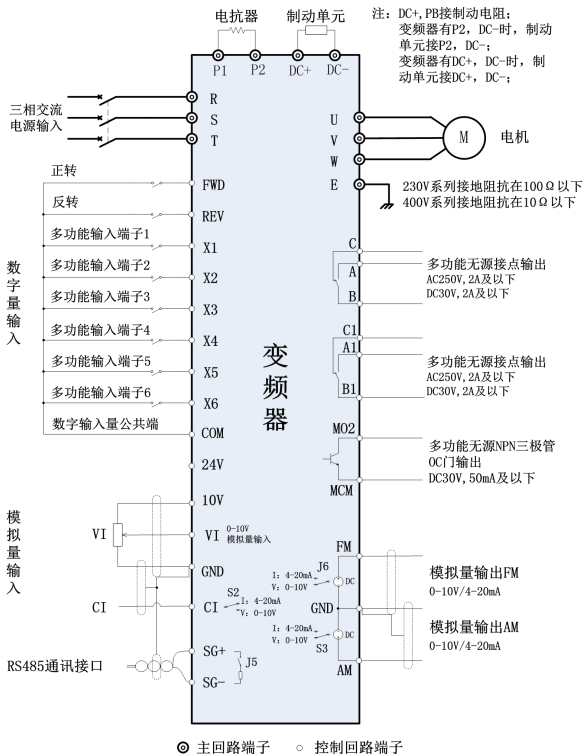 电抗器
制动单元
注: DC+,PB接制动电阻;
变频器有P2, DC-时, 制动
单元接P2, DC-;
变频器有DC+, DC-时, 制
动单元接DC+, DC-;
P1
P2
DC+
DC-
三相交流
电源输入
R
S
T
U
V
W
E
M
电机
230V系列接地阻抗在100Ω以下
400V系列接地阻抗在10Ω以下
数字量输入
正转
FWD
反转
REV
多功能输入端子1
X1
多功能输入端子2
X2
多功能输入端子3
X3
多功能输入端子4
X4
多功能输入端子5
X5
多功能输入端子6
X6
数字输入量公共端
COM
24V
变频器
C
A
B
多功能无源接点输出
AC250V,2A及以下
DC30V,2A及以下
C1
A1
B1
多功能无源接点输出
AC250V,2A及以下
DC30V,2A及以下
MO2
MCM
多功能无源NPN三极管
OC门输出
DC30V,50mA及以下
模拟量输入
10V
VI
VI
0-10V
模拟量输入
GND
CI
CI
S2
I: 4-20mA
V: 0-10V
RS485通讯接口
SG+
SG-
J5
FM
J6
I: 4-20mA
V: 0-10V
DC
GND
I: 4-20mA
V: 0-10V
DC
S3
AM
模拟量输出FM
0-10V/4-20mA
模拟量输出AM
0-10V/4-20mA
主回路端子
控制回路端子